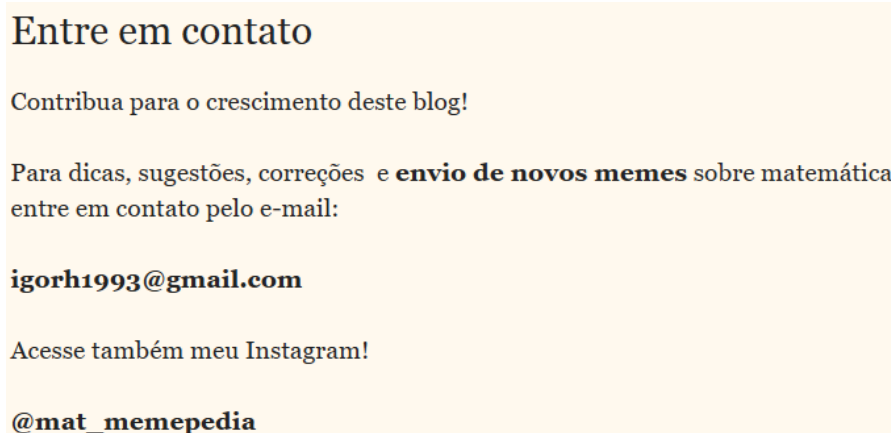 Entre em contato
Contribua para o crescimento deste blog!
Para dicas, sugestões, correções  e envio de novos memes sobre matemática
entre em contato pelo e-mail:
igorh1993@gmail.com
Acesse também meu Instagram!
@mat_memepedia